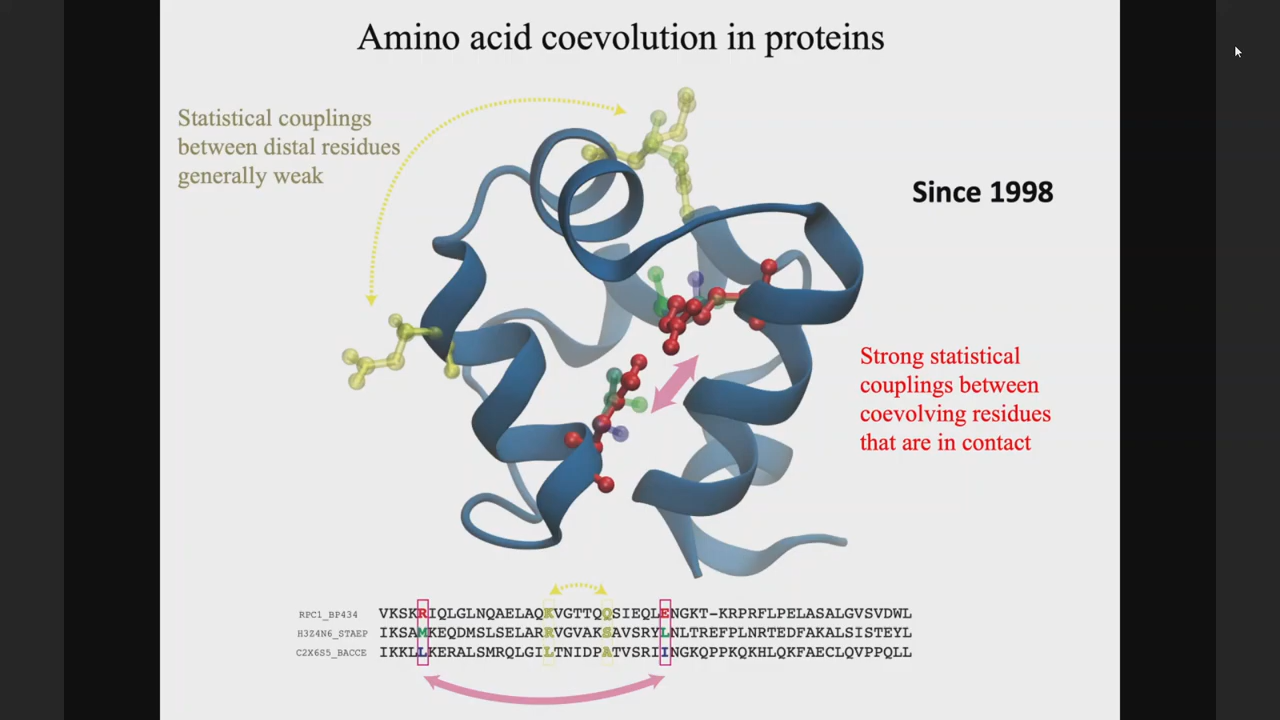 Amino acid coevolution in proteins
Statistical couplings
between distal residues
generally weak
Since 1998
Strong statistical
couplings between
coevolving residues
that are in contact
RPC1_BP434 VKSKRIQLGLNQAELAQKVGTTQQSIEQLENGKT-KRPRFLPELASALGVSVDWL
H3Z4N6_STAEP IKSAMKEQDMSLSELARRVGVAKSAVSRYLNLTREFPLNRTEDFAKALSISTEYL
C2X6S5_BACCE IKKLLKERALSMRQLGILTNIDPATVSRIINGKQPPKQKHLQKFAECLQVPPQLL